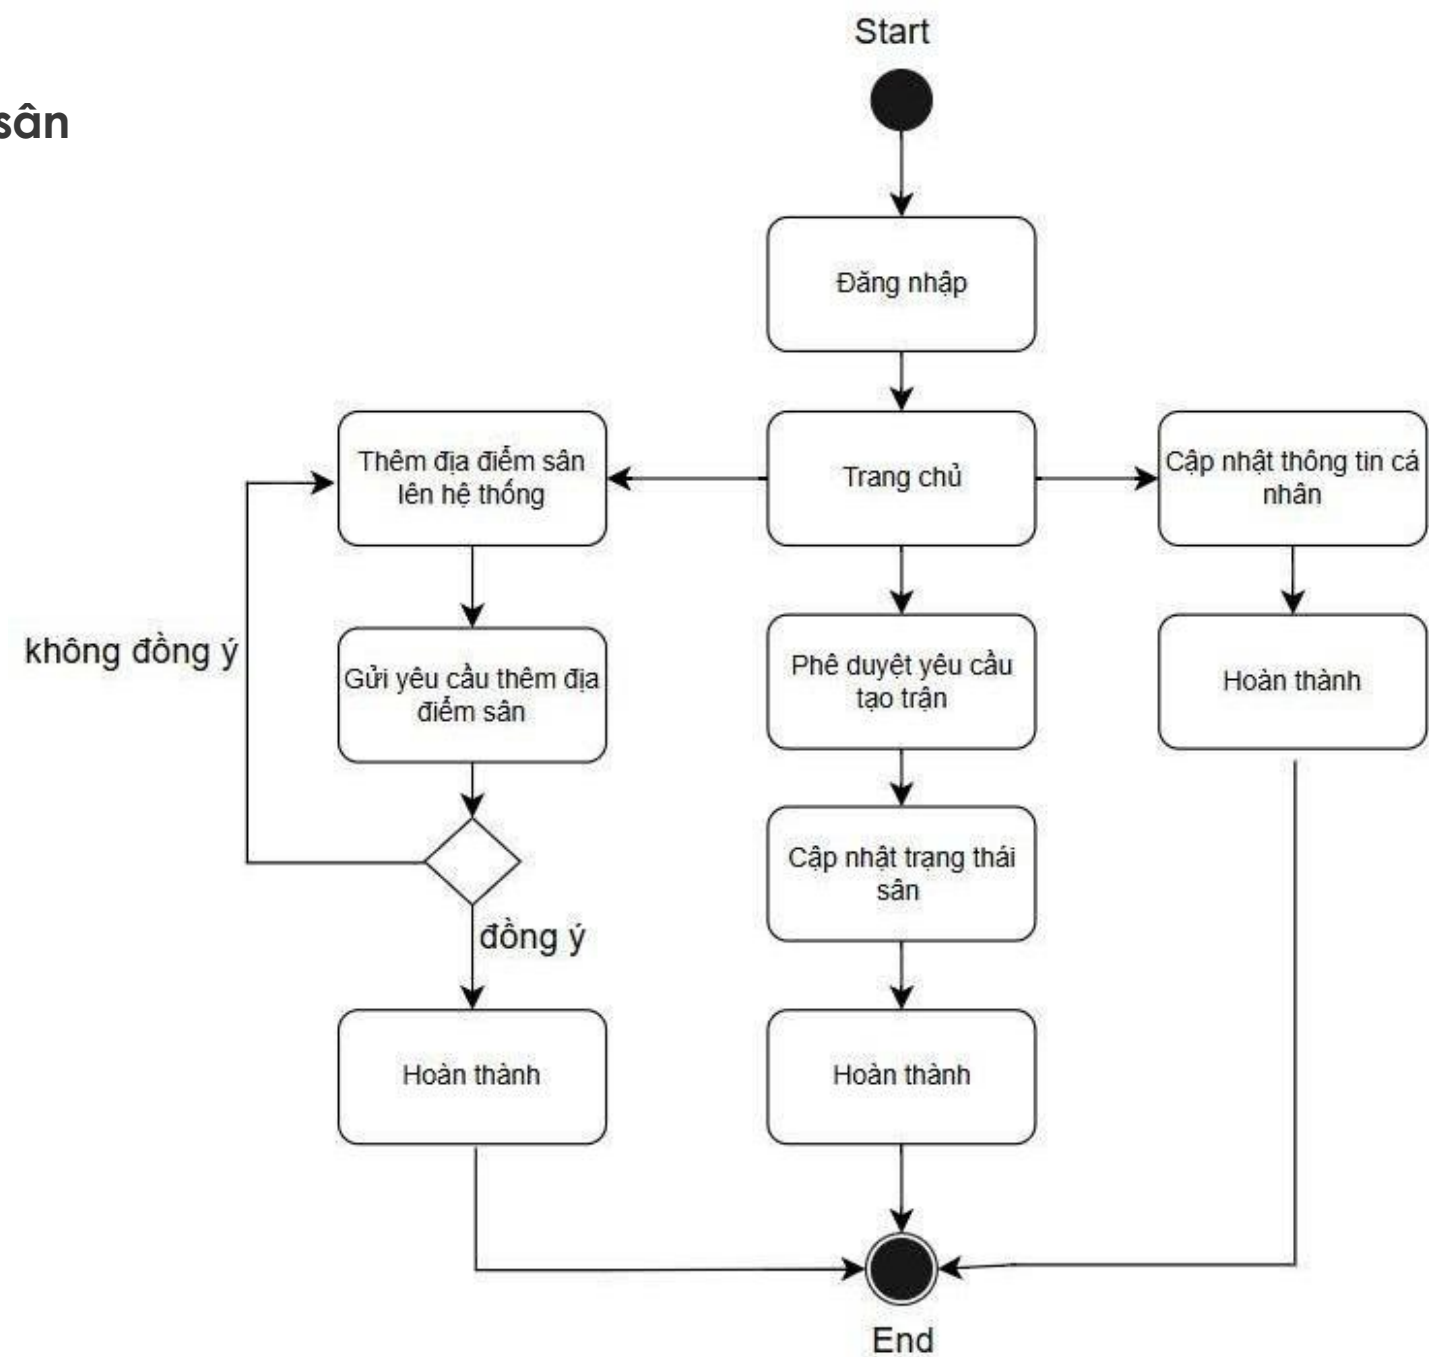 Start
sân
Đăng nhập
Thêm địa điểm sân
lên hệ thống
Trang chủ
Cập nhật thông tin cá
nhân
không đồng ý
Gửi yêu cầu thêm địa
điểm sân
Phê duyệt yêu cầu
tạo trận
Hoàn thành
Cập nhật trạng thái
sân
đồng ý
Hoàn thành
Hoàn thành
End